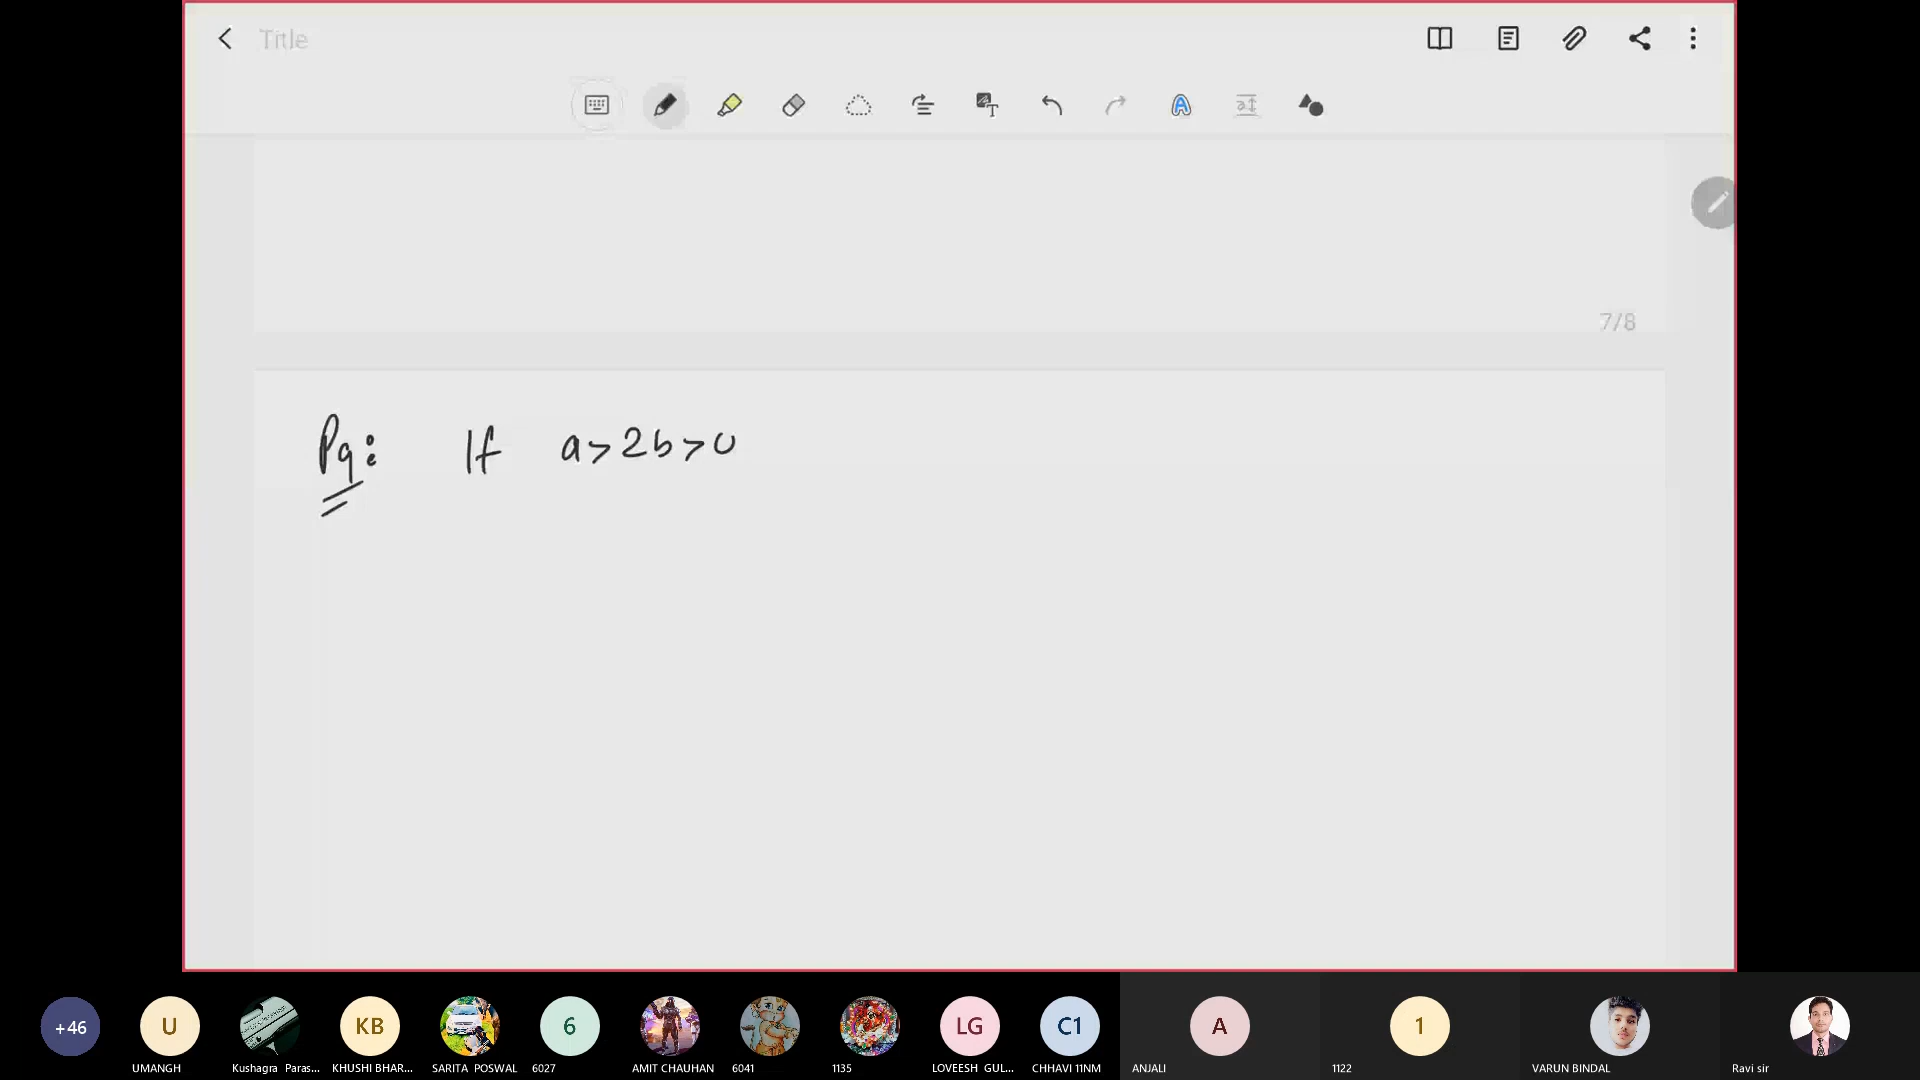 Title
7/8
Pq: If a>2b>0
+46
U
KB
6
LG
C1
A
1
UMANGH
Kushagra Paras...
KHUSHI BHAR...
SARITA POSWAL
6027
AMIT CHAUHAN
6041
1135
LOVEESH GUL...
CHHAVI 11NM
ANJALI
1122
VARUN BINDAL
Ravi sir